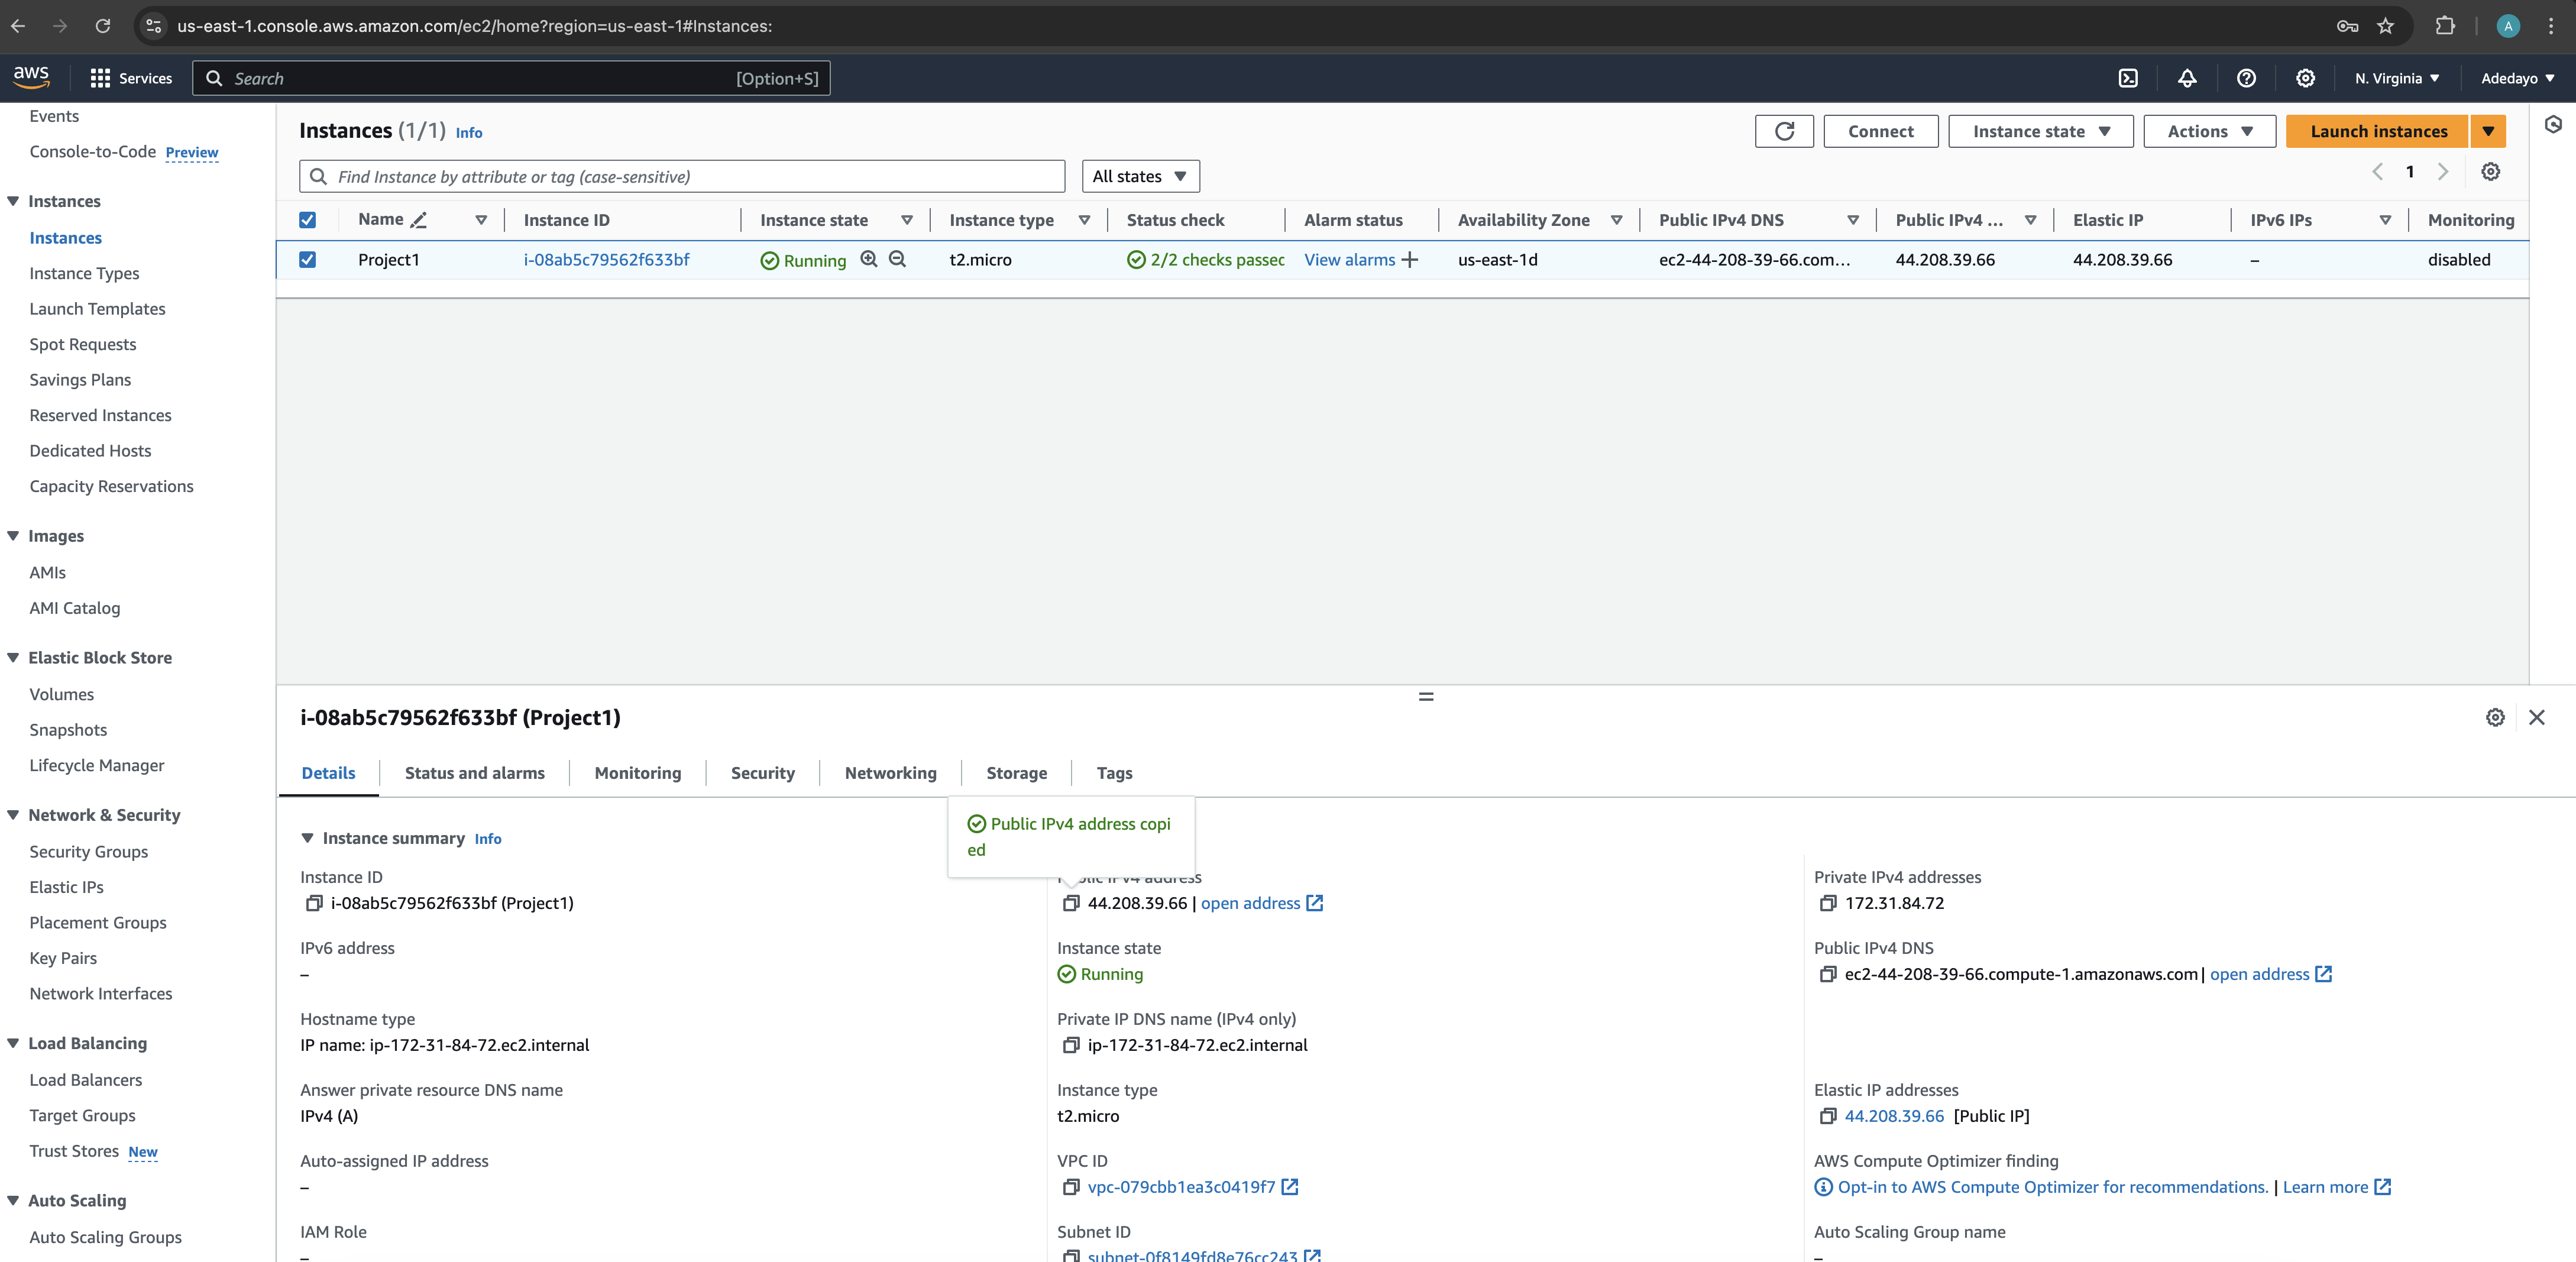 us-east-1.console.aws.amazon.com/ec2/home?region=us-east-1#Instances:
A
aws
Services
Search
[Option+S]
N. Virginia
Adedayo
Events
Console-to-Code Preview
Instances
Instances
Instance Types
Launch Templates
Spot Requests
Savings Plans
Reserved Instances
Dedicated Hosts
Capacity Reservations
Images
AMIs
AMI Catalog
Elastic Block Store
Volumes
Snapshots
Lifecycle Manager
Network & Security
Security Groups
Elastic IPs
Placement Groups
Key Pairs
Network Interfaces
Load Balancing
Load Balancers
Target Groups
Trust Stores New
Auto Scaling
Auto Scaling Groups
Instances (1/1) Info
Connect
Instance state
Actions
Launch instances
Find Instance by attribute or tag (case-sensitive)
All states
1
Name Instance ID Instance state Instance type Status check Alarm status Availability Zone Public IPv4 DNS Public IPv4 ... Elastic IP IPv6 IPs Monitoring
Project1 i-08ab5c79562f633bf Running t2.micro 2/2 checks passec View alarms + us-east-1d ec2-44-208-39-66.com... 44.208.39.66 44.208.39.66 – disabled
i-08ab5c79562f633bf (Project1)
Details
Status and alarms
Monitoring
Security
Networking
Storage
Tags
Public IPv4 address copi
ed
Instance summary Info
Instance ID
i-08ab5c79562f633bf (Project1)
Public IPv4 address
44.208.39.66 | open address
Private IPv4 addresses
172.31.84.72
IPv6 address
–
Instance state
Running
Public IPv4 DNS
ec2-44-208-39-66.compute-1.amazonaws.com | open address
Hostname type
IP name: ip-172-31-84-72.ec2.internal
Private IP DNS name (IPv4 only)
ip-172-31-84-72.ec2.internal
Answer private resource DNS name
IPv4 (A)
Instance type
t2.micro
Elastic IP addresses
44.208.39.66 [Public IP]
Auto-assigned IP address
–
VPC ID
vpc-079cbb1ea3c0419f7
AWS Compute Optimizer finding
Opt-in to AWS Compute Optimizer for recommendations. | Learn more
IAM Role
–
Subnet ID
subnet-0f8149fd8e76cc243
Auto Scaling Group name
–